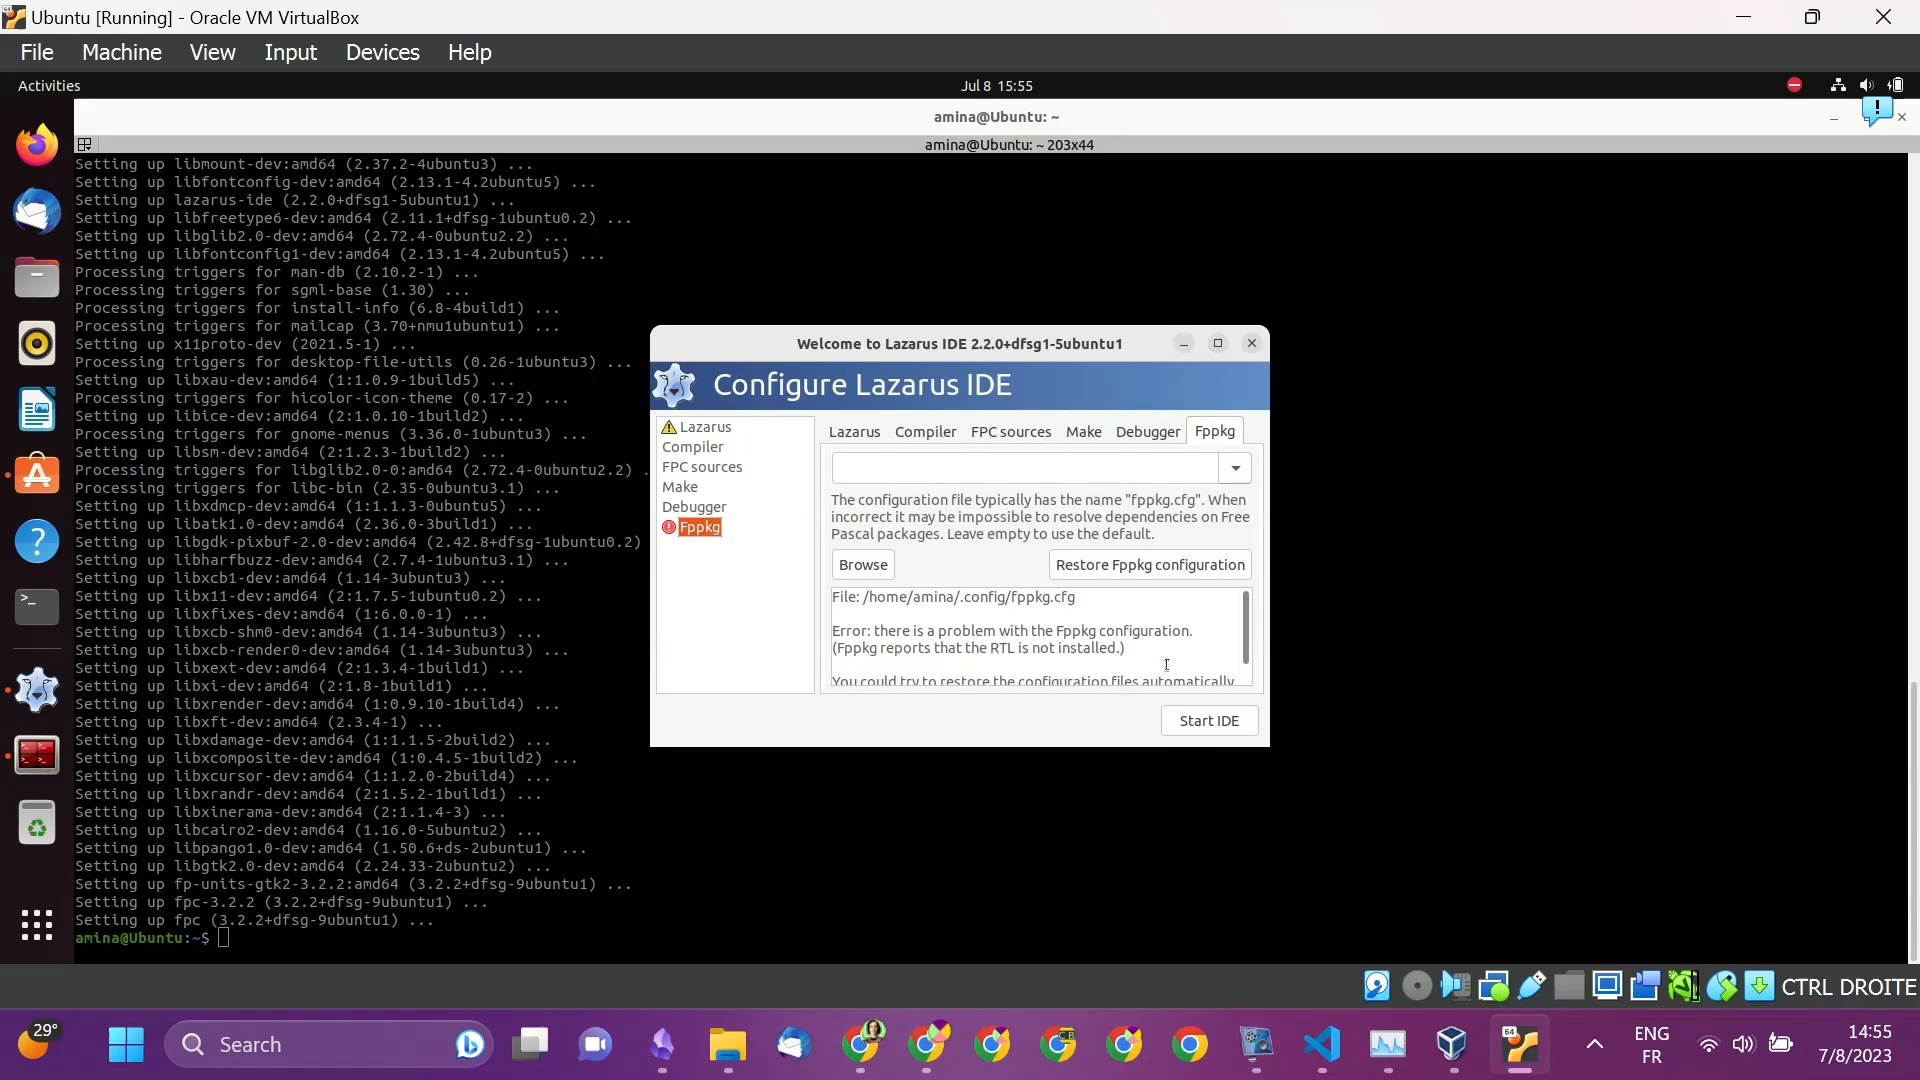 Ubuntu [Running] - Oracle VM VirtualBox
File Machine View Input Devices Help
Activities
Jul 8 15:55
amina@Ubuntu: ~
amina@Ubuntu: ~ 203x44
Setting up libmount-dev:amd64 (2.37.2-4ubuntu3) ...
Setting up libfontconfig-dev:amd64 (2.13.1-4.2ubuntu5) ...
Setting up lazarus-ide (2.2.0+dfsg1-5ubuntu1) ...
Setting up libfreetype6-dev:amd64 (2.11.1+dfsg-1ubuntu0.2) ...
Setting up libglib2.0-dev:amd64 (2.72.4-0ubuntu2.2) ...
Setting up libfontconfig1-dev:amd64 (2.13.1-4.2ubuntu5) ...
Processing triggers for man-db (2.10.2-1) ...
Processing triggers for sgml-base (1.30) ...
Processing triggers for install-info (6.8-4build1) ...
Processing triggers for mailcap (3.70+nmu1ubuntu1) ...
Setting up x11proto-dev (2021.5-1) ...
Processing triggers for desktop-file-utils (0.26-1ubuntu3) ...
Setting up libxau-dev:amd64 (1:1.0.9-1build5) ...
Processing triggers for hicolor-icon-theme (0.17-2) ...
Setting up libice-dev:amd64 (2:1.0.10-1build2) ...
Processing triggers for gnome-menus (3.36.0-1ubuntu3) ...
Setting up libsm-dev:amd64 (2:1.2.3-1build2) ...
Processing triggers for libglib2.0-0:amd64 (2.72.4-0ubuntu2.2) .
Processing triggers for libc-bin (2.35-0ubuntu3.1) ...
Setting up libxdmcp-dev:amd64 (1:1.1.3-0ubuntu5) ...
Setting up libatk1.0-dev:amd64 (2.36.0-3build1) ...
Setting up libgdk-pixbuf-2.0-dev:amd64 (2.42.8+dfsg-1ubuntu0.2)
Setting up libharfbuzz-dev:amd64 (2.7.4-1ubuntu3.1) ...
Setting up libxcb1-dev:amd64 (1.14-3ubuntu3) ...
Setting up libx11-dev:amd64 (2:1.7.5-1ubuntu0.2) ...
Setting up libxfixes-dev:amd64 (1:6.0.0-1) ...
Setting up libxcb-shm0-dev:amd64 (1.14-3ubuntu3) ...
Setting up libxcb-render0-dev:amd64 (1.14-3ubuntu3) ...
Setting up libxext-dev:amd64 (2:1.3.4-1build1) ...
Setting up libxi-dev:amd64 (2:1.8-1build1) ...
Setting up libxrender-dev:amd64 (1:0.9.10-1build4) ...
Setting up libxft-dev:amd64 (2.3.4-1) ...
Setting up libxdamage-dev:amd64 (1:1.1.5-2build2) ...
Setting up libxcomposite-dev:amd64 (1:0.4.5-1build2) ...
Setting up libxcursor-dev:amd64 (1:1.2.0-2build4) ...
Setting up libxrandr-dev:amd64 (2:1.5.2-1build1) ...
Setting up libxinerama-dev:amd64 (2:1.1.4-3) ...
Setting up libcairo2-dev:amd64 (1.16.0-5ubuntu2) ...
Setting up libpango1.0-dev:amd64 (1.50.6+ds-2ubuntu1) ...
Setting up libgtk2.0-dev:amd64 (2.24.33-2ubuntu2) ...
Setting up fp-units-gtk2-3.2.2:amd64 (3.2.2+dfsg-9ubuntu1) ...
Setting up fpc-3.2.2 (3.2.2+dfsg-9ubuntu1) ...
Setting up fpc (3.2.2+dfsg-9ubuntu1) ...
amina@Ubuntu:~$
Welcome to Lazarus IDE 2.2.0+dfsg1-5ubuntu1
Configure Lazarus IDE
Lazarus
Compiler
FPC sources
Make
Debugger
Fppkg
Lazarus Compiler FPC sources Make Debugger Fppkg
The configuration file typically has the name "fppkg.cfg". When
incorrect it may be impossible to resolve dependencies on Free
Pascal packages. Leave empty to use the default.
Browse
Restore Fppkg configuration
File: /home/amina/.config/fppkg.cfg
Error: there is a problem with the Fppkg configuration.
(Fppkg reports that the RTL is not installed.)
You could try to restore the configuration files automatically
Start IDE
CTRL DROITE
29°
Search
64
ENG
FR
14:55
7/8/2023